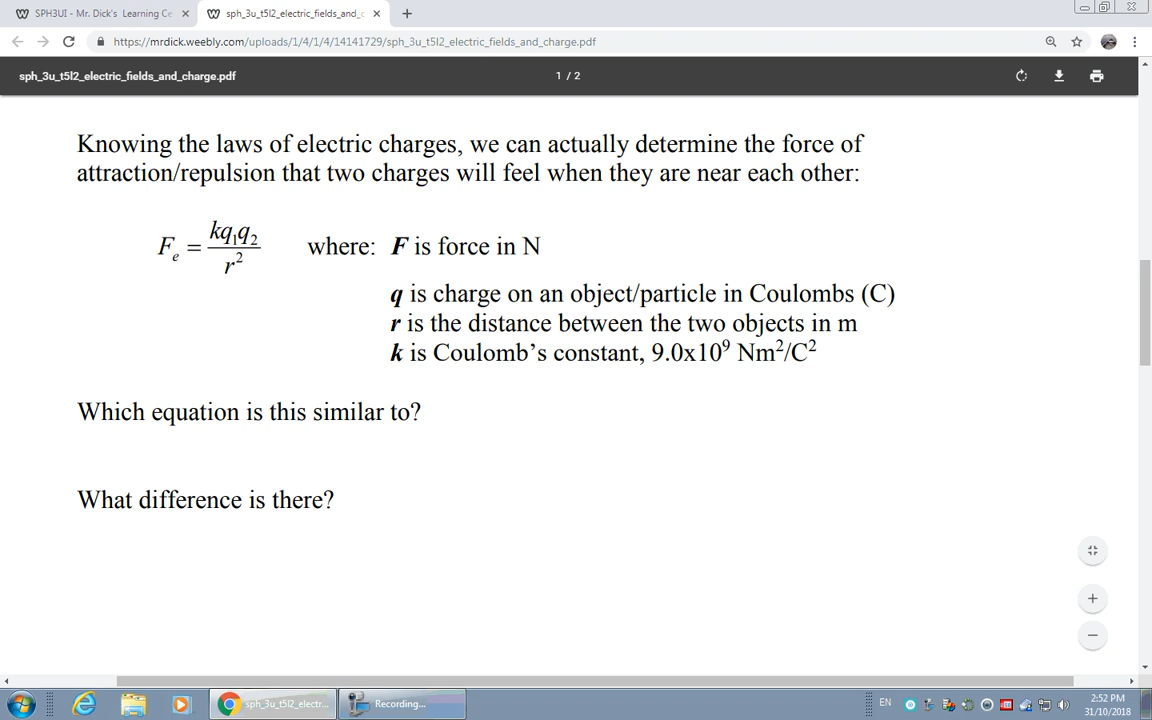 SPH3UI - Mr. Dick's Learning Ce
sph_3u_t5l2_electric_fields_and_c
https://mrdick.weebly.com/uploads/1/4/1/4/14141729/sph_3u_t5l2_electric_fields_and_charge.pdf
sph_3u_t5l2_electric_fields_and_charge.pdf
1 / 2
Knowing the laws of electric charges, we can actually determine the force of
attraction/repulsion that two charges will feel when they are near each other:
Fₑ = kq₁q₂ / r² where: F is force in N
q is charge on an object/particle in Coulombs (C)
r is the distance between the two objects in m
k is Coulomb’s constant, 9.0x10⁹ Nm²/C²
Which equation is this similar to?
What difference is there?
sph_3u_t5l2_electr...
Recording...
EN
2:52 PM
31/10/2018